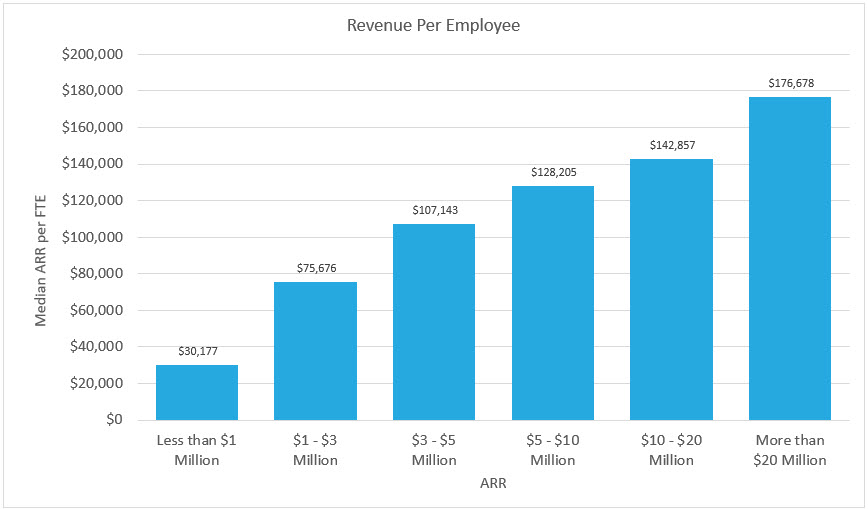 Revenue Per Employee
$200,000
$180,000
$160,000
$140,000
$120,000
$100,000
$80,000
$60,000
$40,000
$20,000
$0
Median ARR per FTE
$30,177
$75,676
$107,143
$128,205
$142,857
$176,678
Less than $1
Million
$1 - $3
Million
$3 - $5
Million
$5 - $10
Million
$10 - $20
Million
More than
$20 Million
ARR